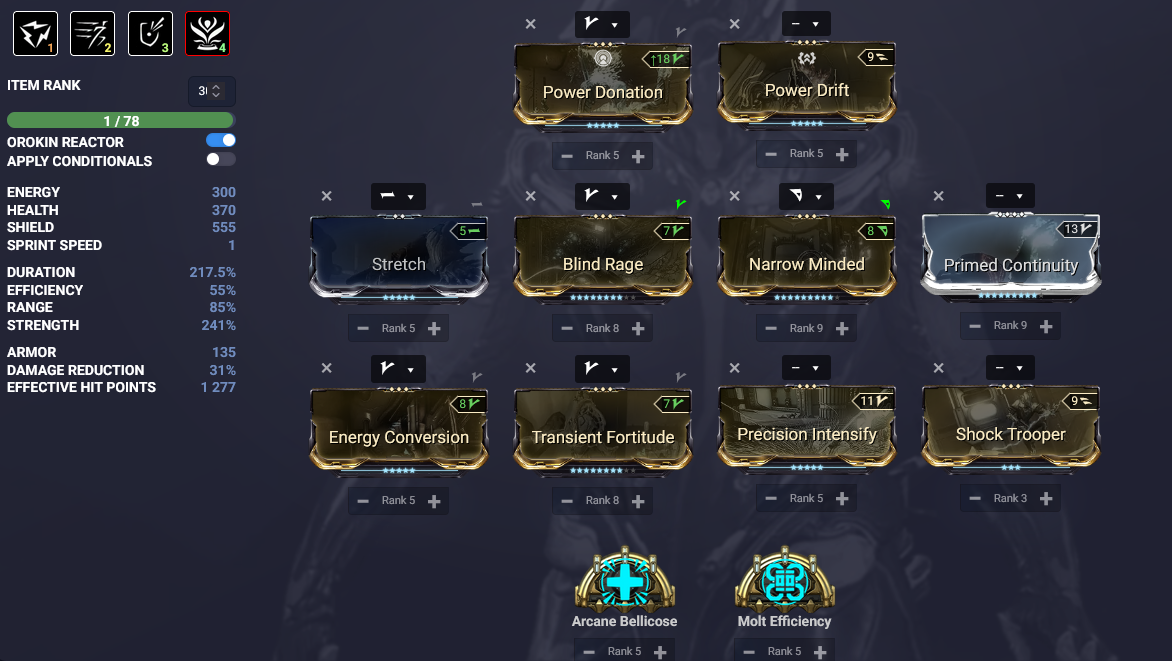 1
2
3
4
ITEM RANK
1 / 78
OROKIN REACTOR
APPLY CONDITIONALS
ENERGY 300
HEALTH 370
SHIELD 555
SPRINT SPEED 1
DURATION 217.5%
EFFICIENCY 55%
RANGE 85%
STRENGTH 241%
ARMOR 135
DAMAGE REDUCTION 31%
EFFECTIVE HIT POINTS 1 277
-- 
↑18 9
Power Donation Power Drift
Rank 5 Rank 5
--
5 7 8 13
Stretch Blind Rage Narrow Minded Primed Continuity
Rank 5 Rank 8 Rank 9 Rank 9
-- --
8 7 11 9
Energy Conversion Transient Fortitude Precision Intensify Shock Trooper
Rank 5 Rank 8 Rank 5 Rank 3
Arcane Bellicose Molt Efficiency
Rank 5 Rank 5